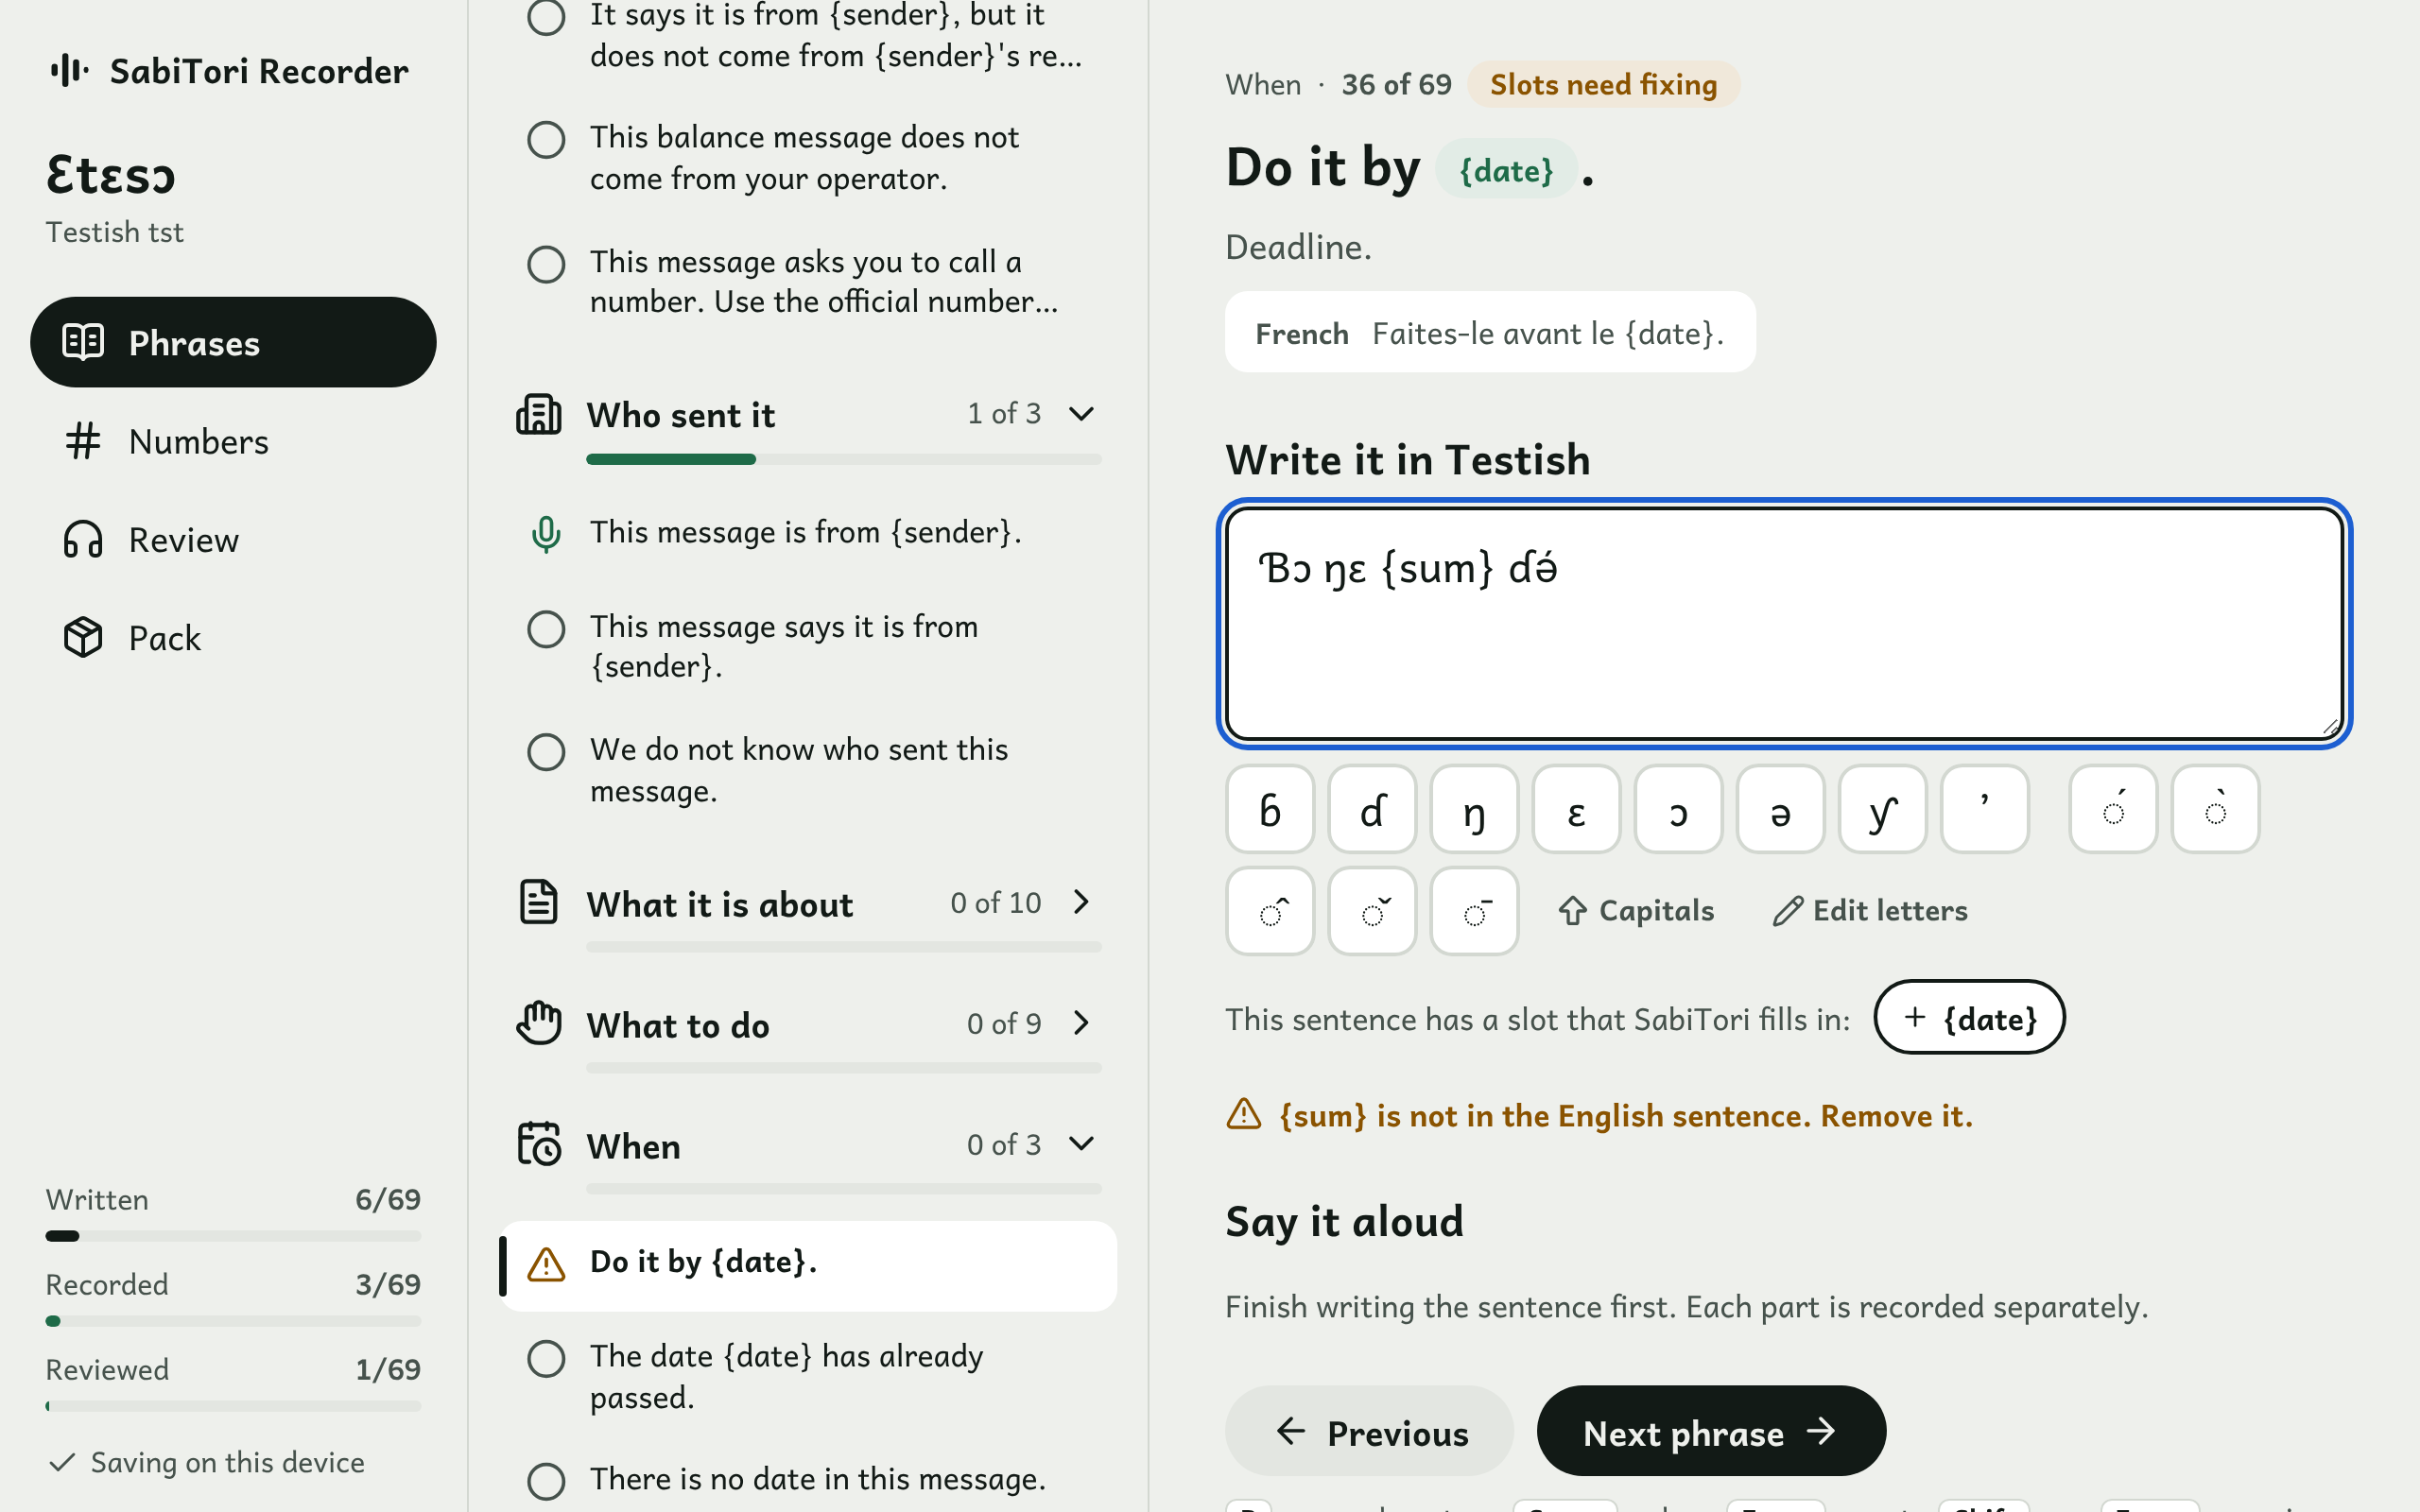 SabiTori Recorder
Ɛtɛsɔ
Testish tst
Phrases
Numbers
Review
Pack
Written 6/69
Recorded 3/69
Reviewed 1/69
Saving on this device
It says it is from {sender}, but it
does not come from {sender}'s re...
This balance message does not
come from your operator.
This message asks you to call a
number. Use the official number...
Who sent it 1 of 3
This message is from {sender}.
This message says it is from
{sender}.
We do not know who sent this
message.
What it is about 0 of 10
What to do 0 of 9
When 0 of 3
Do it by {date}.
The date {date} has already
passed.
There is no date in this message.
When · 36 of 69 Slots need fixing
Do it by {date}.
Deadline.
French Faites-le avant le {date}.
Write it in Testish
Ɓɔ ŋɛ {sum} ɗǝ́
ɓ ɗ ŋ ɛ ɔ ǝ ƴ ʼ ◌́ ◌̀
◌̂ ◌̌ ◌̄ Capitals Edit letters
This sentence has a slot that SabiTori fills in: + {date}
{sum} is not in the English sentence. Remove it.
Say it aloud
Finish writing the sentence first. Each part is recorded separately.
Previous Next phrase